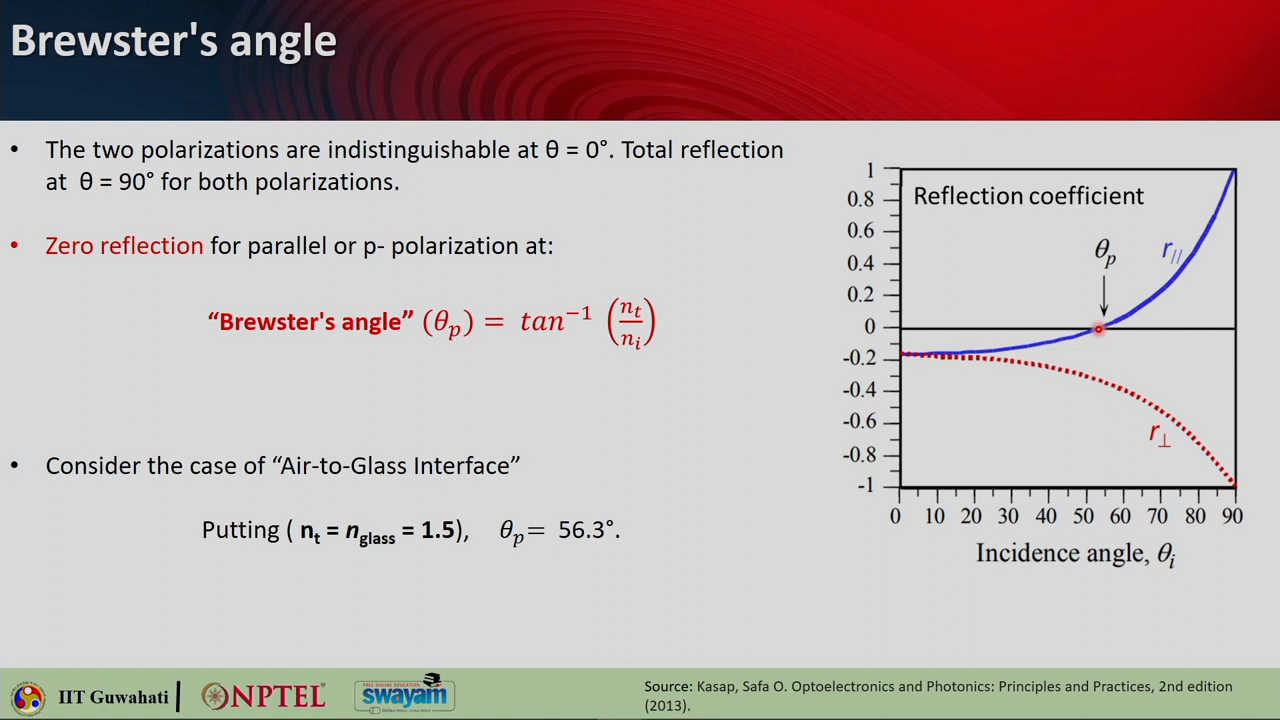 Brewster's angle
• The two polarizations are indistinguishable at θ = 0°. Total reflection
at θ = 90° for both polarizations.
• Zero reflection for parallel or p- polarization at:
“Brewster's angle” (θp) = tan⁻¹ (nt/ni)
• Consider the case of “Air-to-Glass Interface”
Putting ( nt = nglass = 1.5), θp= 56.3°.
Reflection coefficient
1
0.8
0.6
0.4
0.2
0
-0.2
-0.4
-0.6
-0.8
-1
θp
r//
r⊥
0 10 20 30 40 50 60 70 80 90
Incidence angle, θi
IIT Guwahati
NPTEL
FREE ONLINE EDUCATION
swayam
Source: Kasap, Safa O. Optoelectronics and Photonics: Principles and Practices, 2nd edition
(2013).